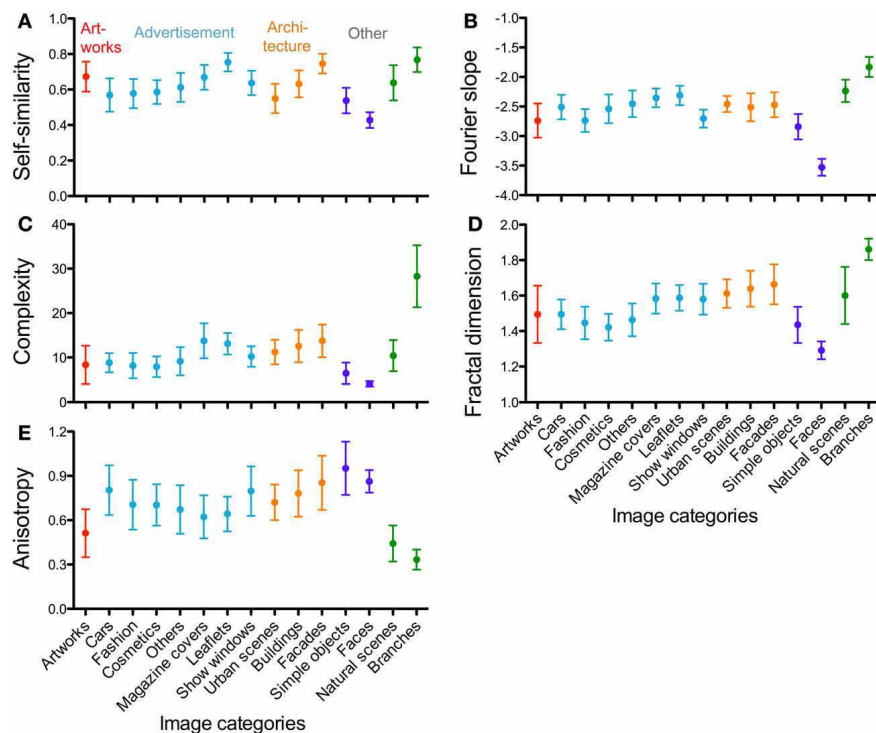 A
Art-
works
Advertisement
Archi-
tecture
Other
Self-similarity
1.0
0.8
0.6
0.4
0.2
0.0
B
Fourier slope
-1.0
-1.5
-2.0
-2.5
-3.0
-3.5
-4.0
C
Complexity
40
30
20
10
0
D
Fractal dimension
2.0
1.8
1.6
1.4
1.2
1.0
Artworks
Cars
Fashion
Cosmetics
Others
Magazine covers
Leaflets
Show windows
Urban scenes
Buildings
Facades
Simple objects
Faces
Natural scenes
Branches
Image categories
E
Anisotropy
1.2
0.9
0.6
0.3
0.0
Artworks
Cars
Fashion
Cosmetics
Others
Magazine covers
Leaflets
Show windows
Urban scenes
Buildings
Facades
Simple objects
Faces
Natural scenes
Branches
Image categories